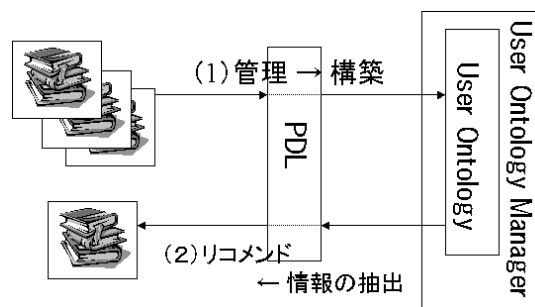 (1)管理 → 構築
PDL
User Ontology
User Ontology Manager
(2)リコメンド
← 情報の抽出